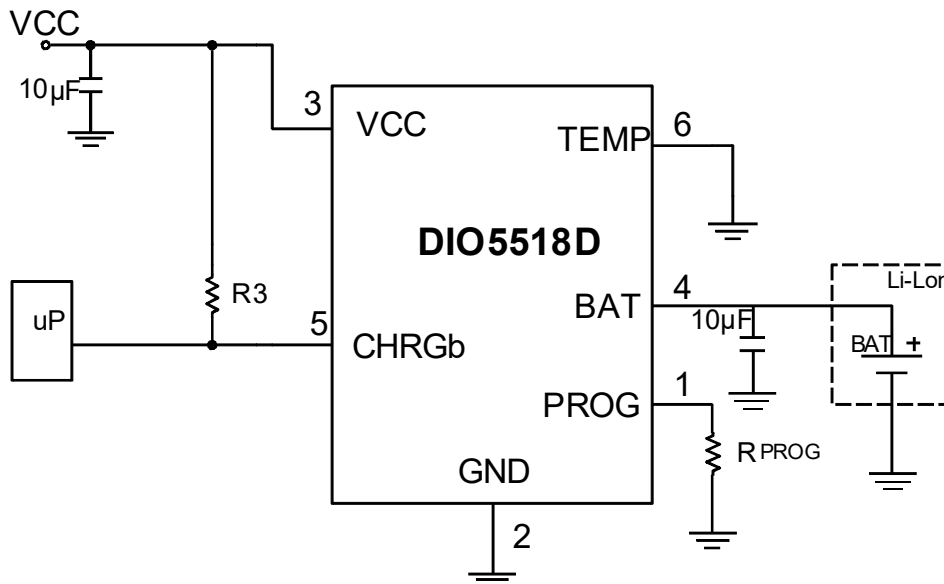 VCC
10µF
3
VCC
TEMP
6
DIO5518D
Li-Lon
R3
4
BAT
10µF
uP
5
CHRGb
BAT +
1
PROG
RPROG
GND
2